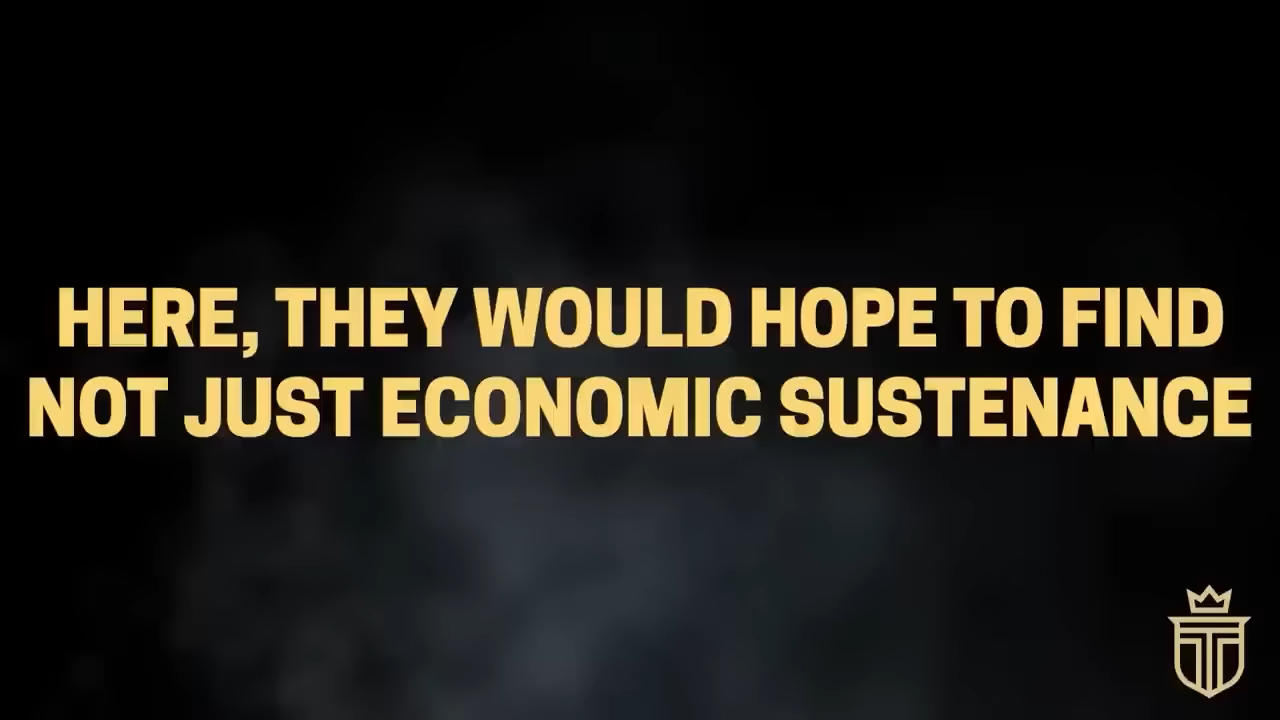 HERE, THEY WOULD HOPE TO FIND
NOT JUST ECONOMIC SUSTENANCE